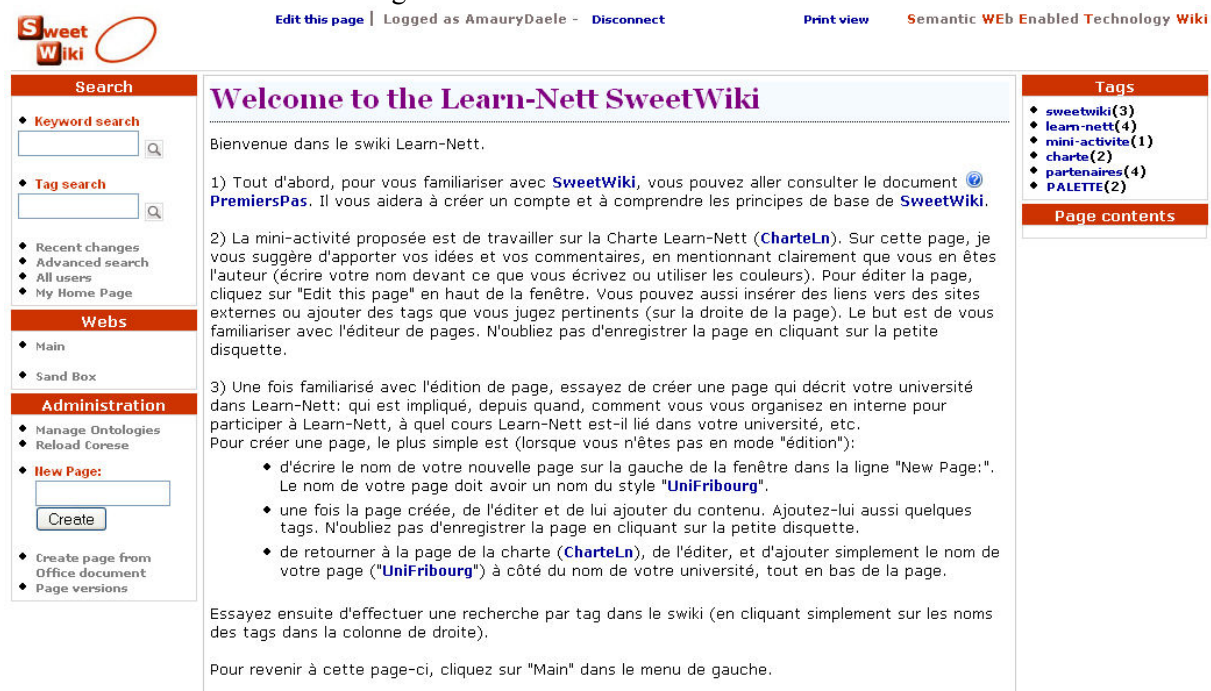 Edit this page | Logged as AmauryDaele - Disconnect
Print view
Semantic WEb Enabled Technology Wiki
Sweet
Wiki
Search
Keyword search
Tag search
Recent changes
Advanced search
All users
My Home Page
Webs
Main
Sand Box
Administration
Manage Ontologies
Reload Corese
New Page:
Create
Create page from
Office document
Page versions
Welcome to the Learn-Nett SweetWiki
Bienvenue dans le swiki Learn-Nett.
1) Tout d'abord, pour vous familiariser avec SweetWiki, vous pouvez aller consulter le document
PremiersPas. Il vous aidera à créer un compte et à comprendre les principes de base de SweetWiki.
2) La mini-activité proposée est de travailler sur la Charte Learn-Nett (CharteLn). Sur cette page, je
vous suggère d'apporter vos idées et vos commentaires, en mentionnant clairement que vous en êtes
l'auteur (écrire votre nom devant ce que vous écrivez ou utiliser les couleurs). Pour éditer la page,
cliquez sur "Edit this page" en haut de la fenêtre. Vous pouvez aussi insérer des liens vers des sites
externes ou ajouter des tags que vous jugez pertinents (sur la droite de la page). Le but est de vous
familiariser avec l'éditeur de pages. N'oubliez pas d'enregistrer la page en cliquant sur la petite
disquette.
3) Une fois familiarisé avec l'édition de page, essayez de créer une page qui décrit votre université
dans Learn-Nett: qui est impliqué, depuis quand, comment vous vous organisez en interne pour
participer à Learn-Nett, à quel cours Learn-Nett est-il lié dans votre université, etc.
Pour créer une page, le plus simple est (lorsque vous n'êtes pas en mode "édition"):
d'écrire le nom de votre nouvelle page sur la gauche de la fenêtre dans la ligne "New Page:".
Le nom de votre page doit avoir un nom du style "UniFribourg".
une fois la page créée, de l'éditer et de lui ajouter du contenu. Ajoutez-lui aussi quelques
tags. N'oubliez pas d'enregistrer la page en cliquant sur la petite disquette.
de retourner à la page de la charte (CharteLn), de l'éditer, et d'ajouter simplement le nom de
votre page ("UniFribourg") à côté du nom de votre université, tout en bas de la page.
Essayez ensuite d'effectuer une recherche par tag dans le swiki (en cliquant simplement sur les noms
des tags dans la colonne de droite).
Pour revenir à cette page-ci, cliquez sur "Main" dans le menu de gauche.
Tags
sweetwiki(3)
learn-nett(4)
mini-activite(1)
charte(2)
partenaires(4)
PALETTE(2)
Page contents